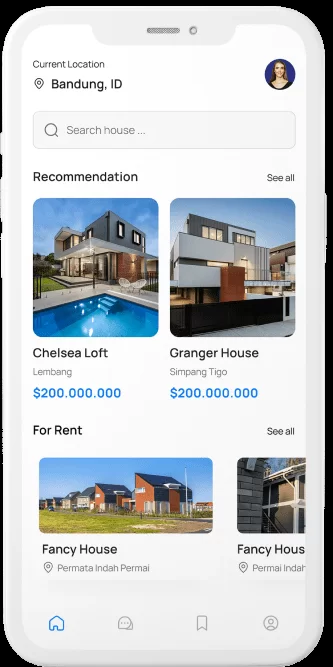 Current Location
Bandung, ID
Search house ...
Recommendation
See all
Chelsea Loft
Granger House
Lembang
Simpang Tigo
$200.000.000
$200.000.000
For Rent
See all
Fancy House
Fancy Hous
Permata Indah Permai
Permai Indah